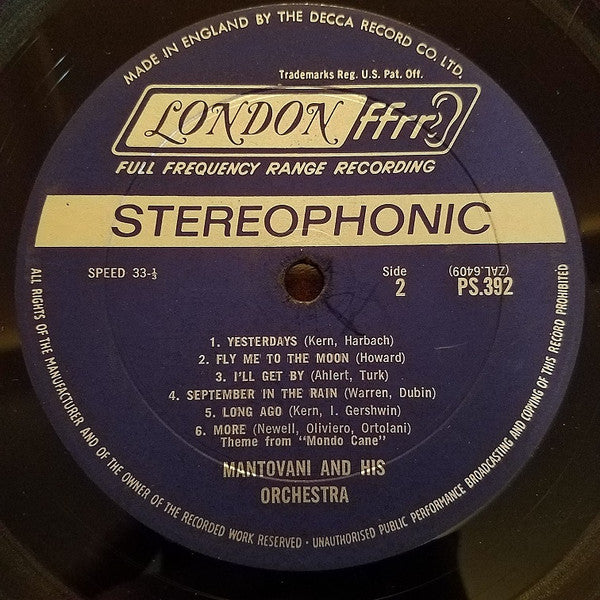 MADE IN ENGLAND BY THE DECCA RECORD CO. LTD.
Trademarks Reg. U.S. Pat. Off.
LONDON ffrr
FULL FREQUENCY RANGE RECORDING
STEREOPHONIC
SPEED 33-⅓
Side
2
(ZAL.6409)
PS.392
1. YESTERDAYS (Kern, Harbach)
2. FLY ME TO THE MOON (Howard)
3. I'LL GET BY (Ahlert, Turk)
4. SEPTEMBER IN THE RAIN (Warren, Dubin)
5. LONG AGO (Kern, I. Gershwin)
6. MORE (Newell, Oliviero, Ortolani)
Theme from "Mondo Cane"
MANTOVANI AND HIS
ORCHESTRA
ALL RIGHTS OF THE MANUFACTURER AND OF THE OWNER OF THE RECORDED WORK RESERVED · UNAUTHORISED PUBLIC PERFORMANCE BROADCASTING AND COPYING OF THIS RECORD PROHIBITED